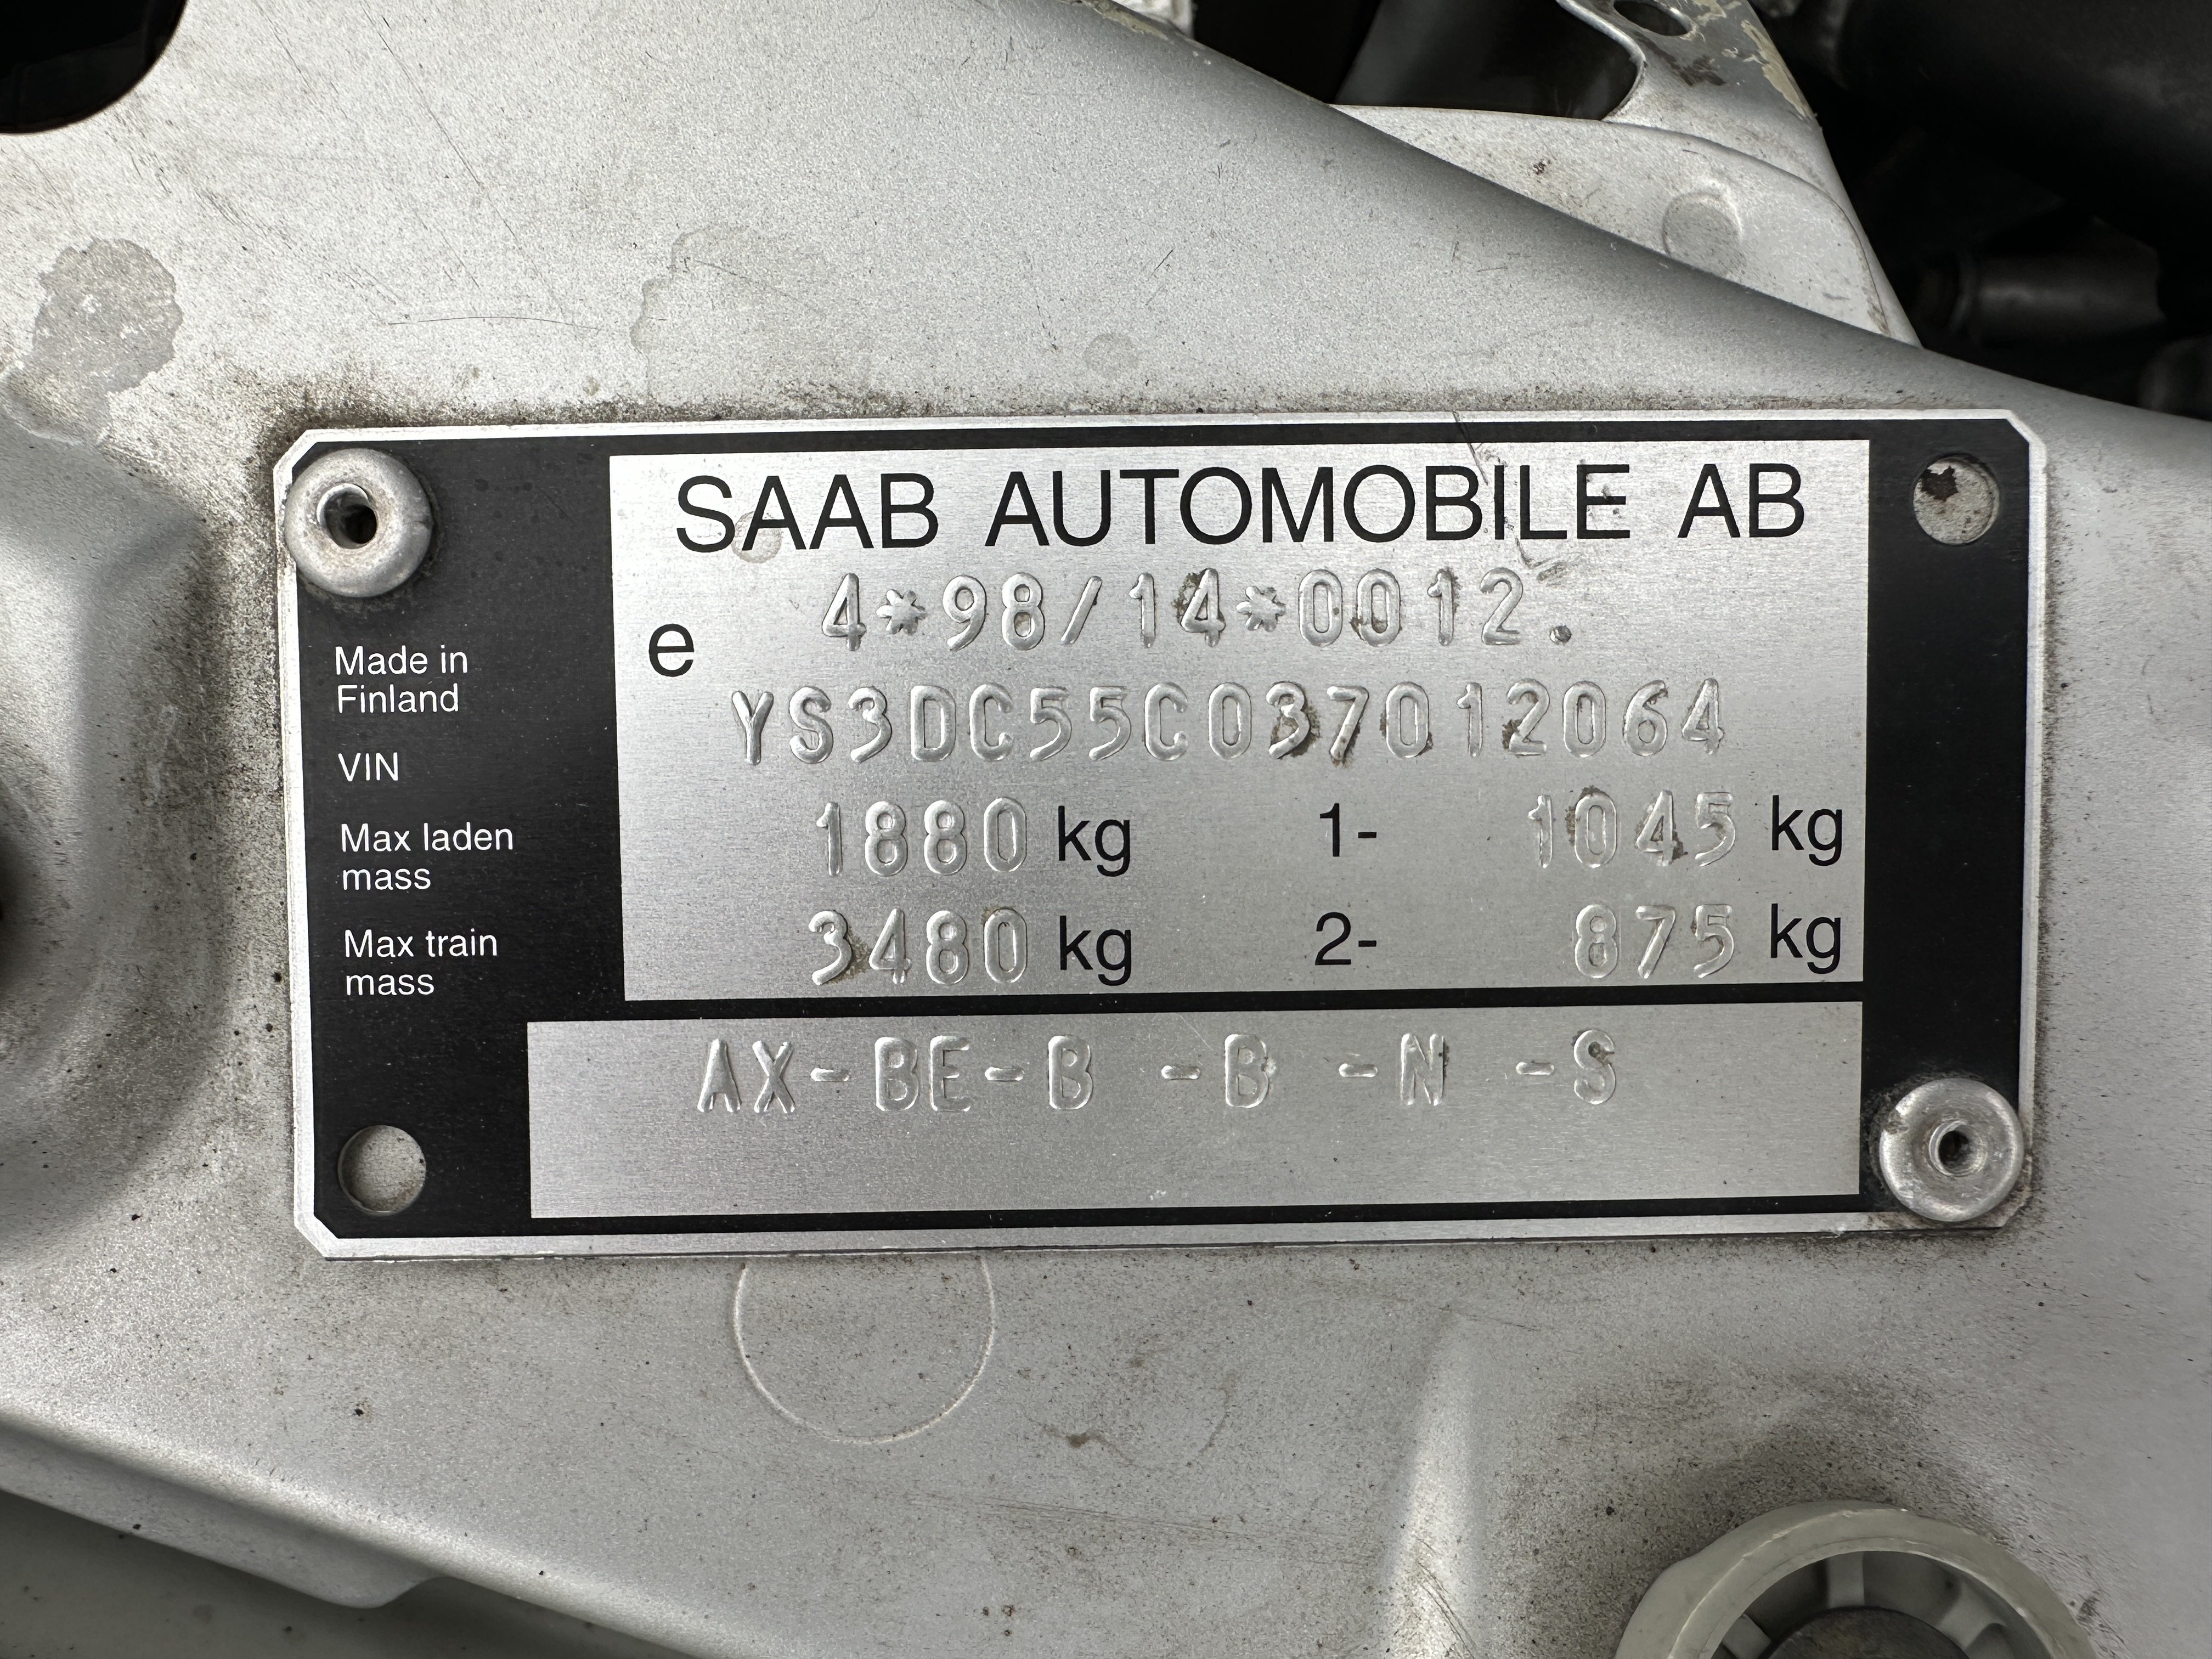 SAAB AUTOMOBILE AB
e 4*98/14*0012.
Made in
Finland
VIN YS3DC55C037012064
Max laden
mass 1880 kg 1- 1045 kg
Max train
mass 3480 kg 2- 875 kg
AX-BE-B -B -N -S